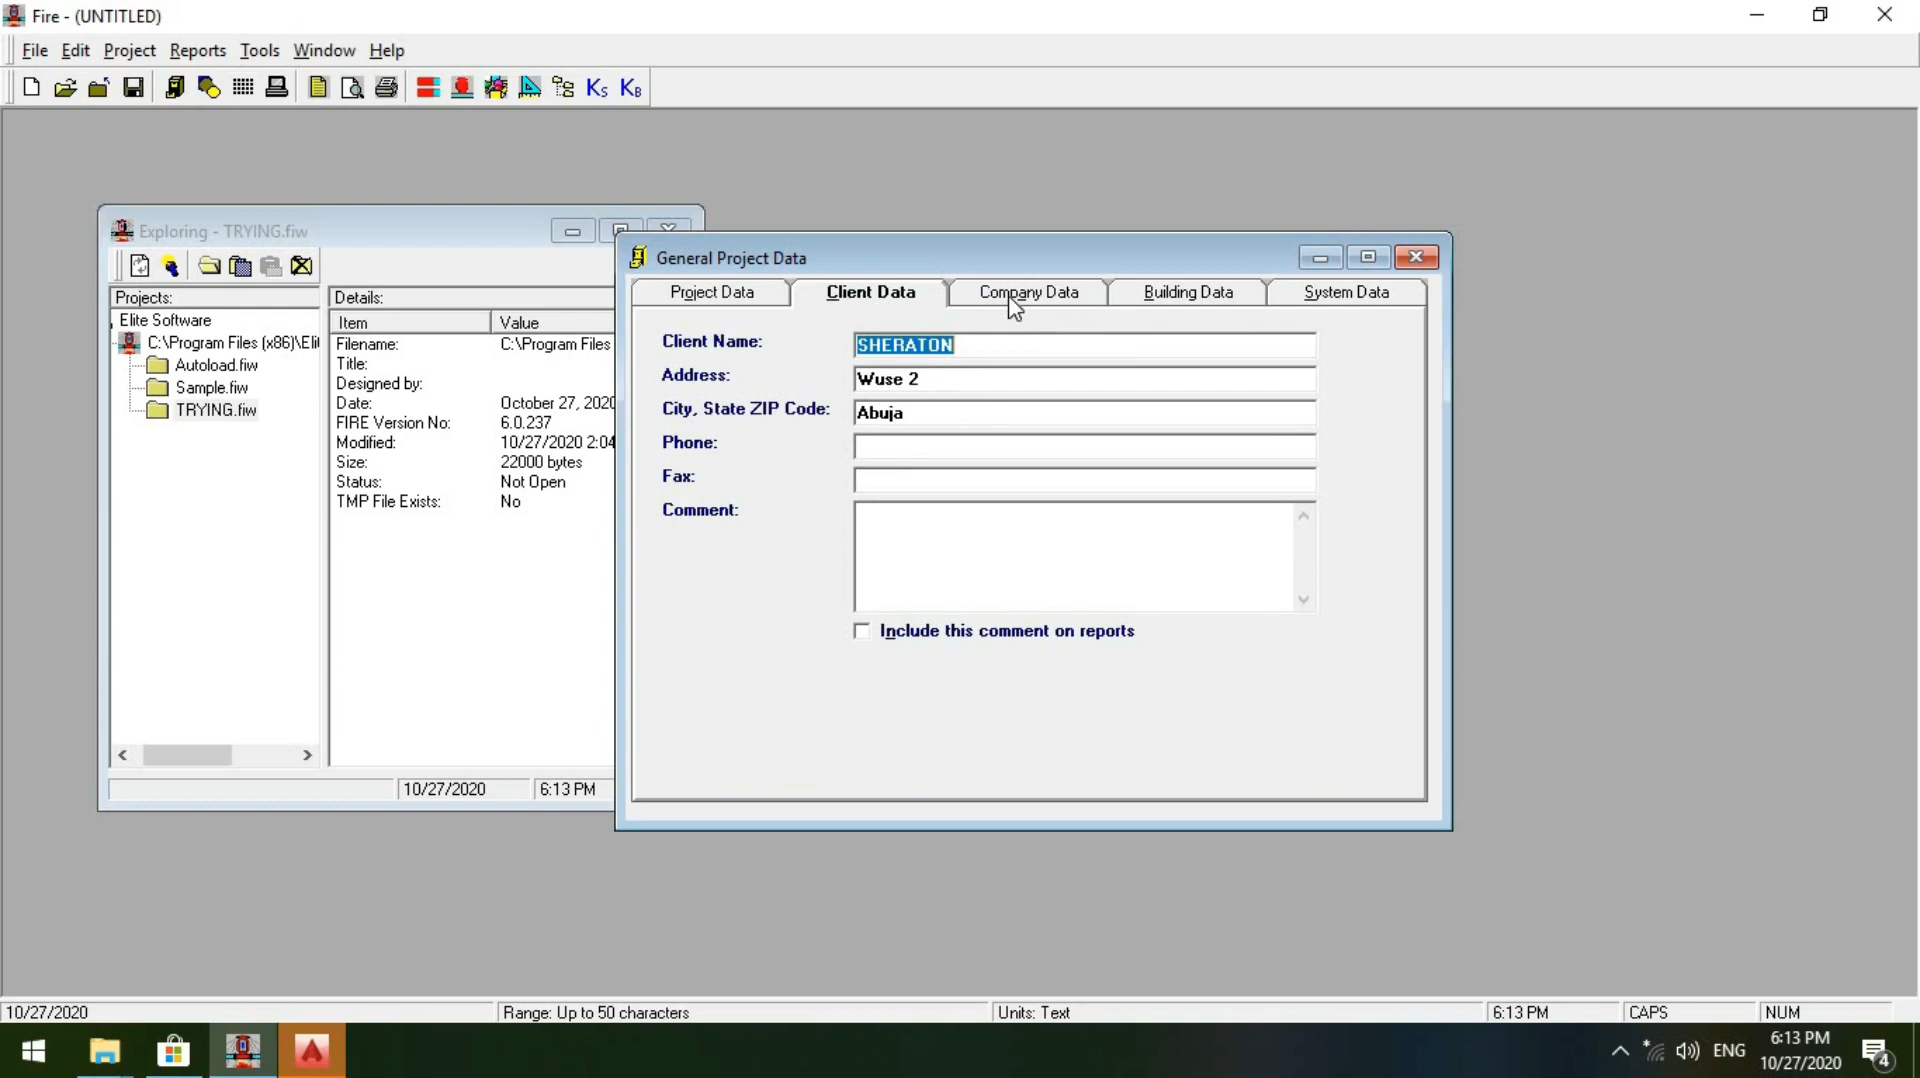 Fire - (UNTITLED)
File Edit Project Reports Tools Window Help
Ks KB
Exploring - TRYING.fiw
Projects:
Elite Software
C:\Program Files (x86)\Eli
Autoload.fiw
Sample.fiw
TRYING.fiw
Details:
Item Value
Filename: C:\Program Files
Title:
Designed by:
Date: October 27, 2020
FIRE Version No: 6.0.237
Modified: 10/27/2020 2:04
Size: 22000 bytes
Status: Not Open
TMP File Exists: No
10/27/2020 6:13 PM
General Project Data
Project Data Client Data Company Data Building Data System Data
Client Name: SHERATON
Address: Wuse 2
City, State ZIP Code: Abuja
Phone:
Fax:
Comment:
Include this comment on reports
10/27/2020 Range: Up to 50 characters Units: Text 6:13 PM CAPS NUM
ENG 6:13 PM
10/27/2020 4